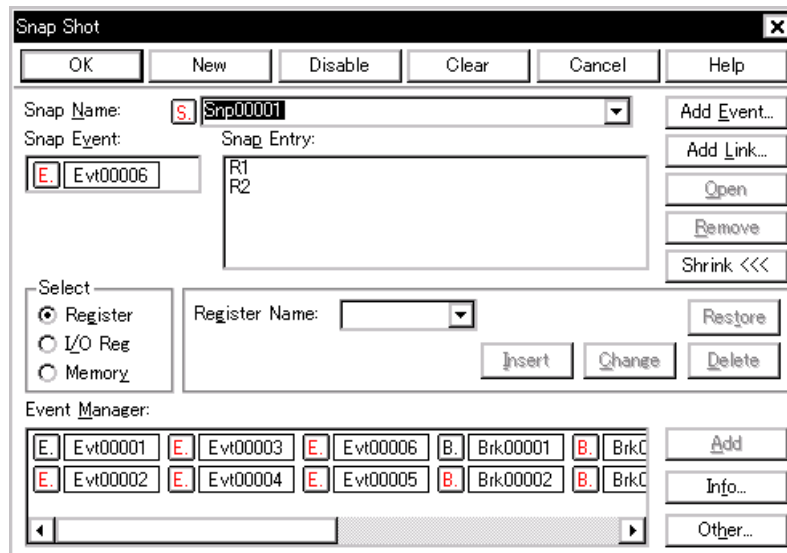 Snap Shot
OK New Disable Clear Cancel Help
Snap Name: S. Snp00001 Add Event...
Snap Event: Snap Entry: Add Link...
E. Evt00006 R1
R2 Open
Remove
Shrink <<<
Select
Register Register Name: Restore
I/O Reg Insert Change Delete
Memory
Event Manager:
E. Evt00001 E. Evt00003 E. Evt00006 B. Brk00001 B. Add
E. Evt00002 E. Evt00004 E. Evt00005 B. Brk00002 B. Info...
Other...